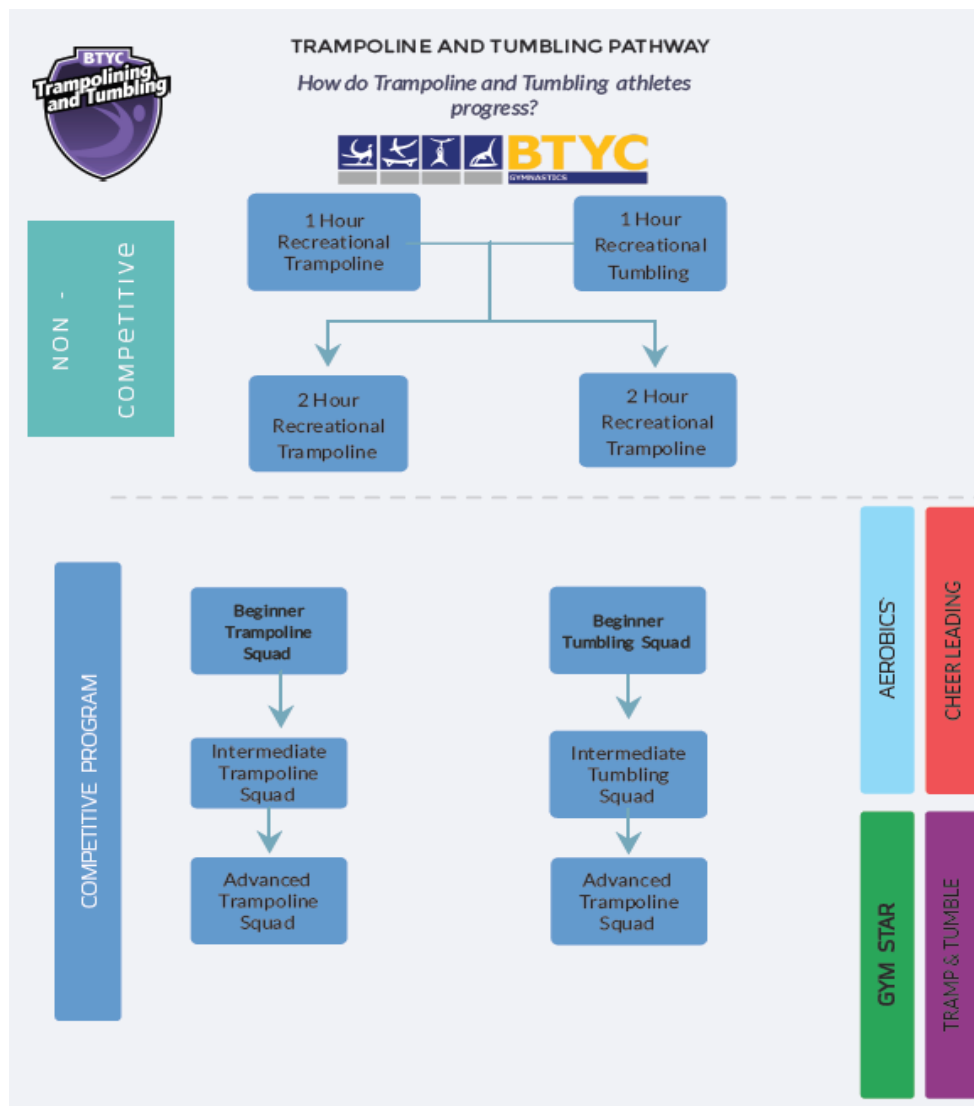 BTYC
Trampolining
and Tumbling
TRAMPOLINE AND TUMBLING PATHWAY
How do Trampoline and Tumbling athletes
progress?
BTYC
GYMNASTICS
NON -
COMPETITIVE
1 Hour
Recreational
Trampoline
1 Hour
Recreational
Tumbling
2 Hour
Recreational
Trampoline
2 Hour
Recreational
Trampoline
COMPETITIVE PROGRAM
Beginner
Trampoline
Squad
Beginner
Tumbling Squad
Intermediate
Trampoline
Squad
Intermediate
Tumbling
Squad
Advanced
Trampoline
Squad
Advanced
Trampoline
Squad
AEROBICS`
CHEER LEADING
GYM STAR
TRAMP & TUMBLE